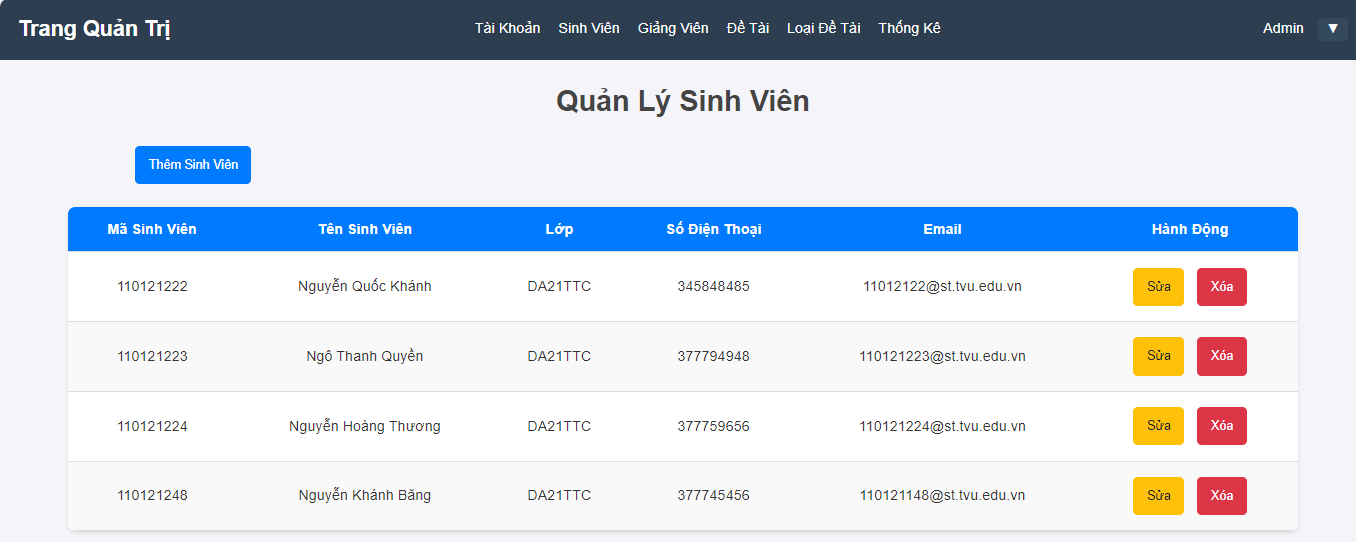 Trang Quản Trị Tài Khoản Sinh Viên Giảng Viên Đề Tài Loại Đề Tài Thống Kê Admin ▼
Quản Lý Sinh Viên
Thêm Sinh Viên
Mã Sinh Viên Tên Sinh Viên Lớp Số Điện Thoại Email Hành Động
110121222 Nguyễn Quốc Khánh DA21TTC 345848485 11012122@st.tvu.edu.vn Sửa Xóa
110121223 Ngô Thanh Quyền DA21TTC 377794948 110121223@st.tvu.edu.vn Sửa Xóa
110121224 Nguyễn Hoàng Thương DA21TTC 377759656 110121224@st.tvu.edu.vn Sửa Xóa
110121248 Nguyễn Khánh Băng DA21TTC 377745456 110121148@st.tvu.edu.vn Sửa Xóa